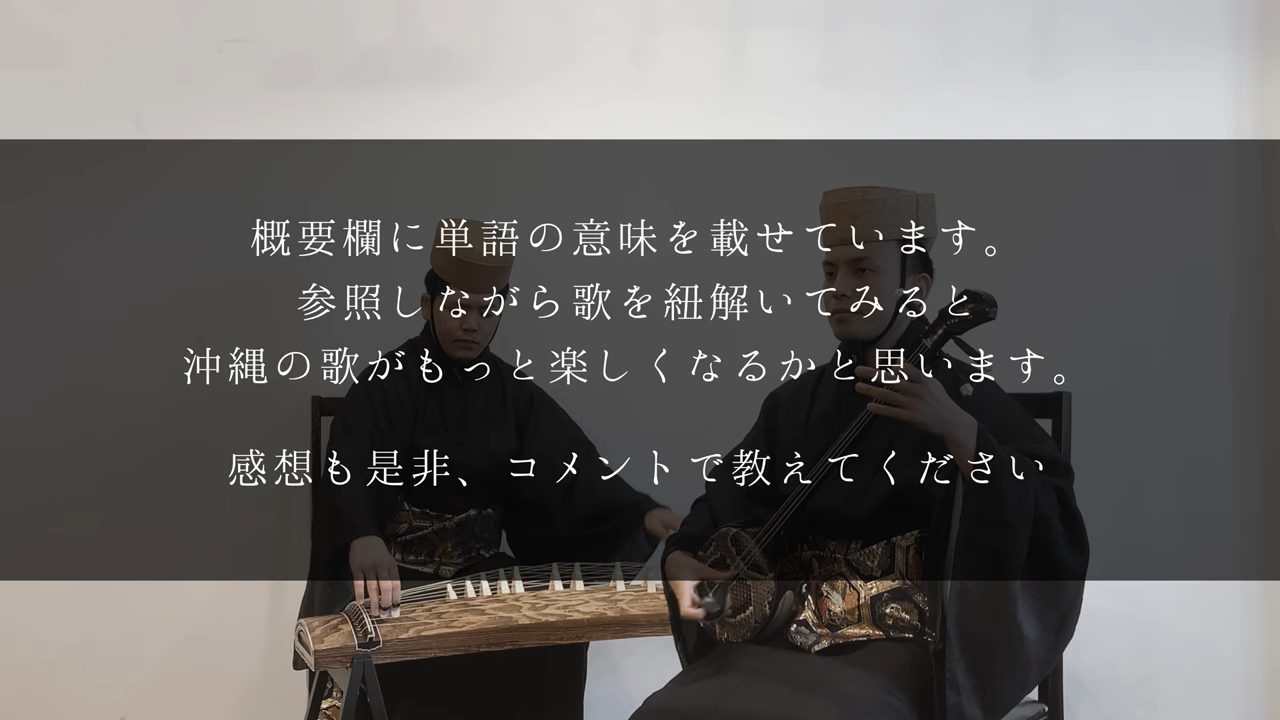 概要欄に単語の意味を載せています。
参照しながら歌を紐解いてみると
沖縄の歌がもっと楽しくなるかと思います。
感想も是非、コメントで教えてください